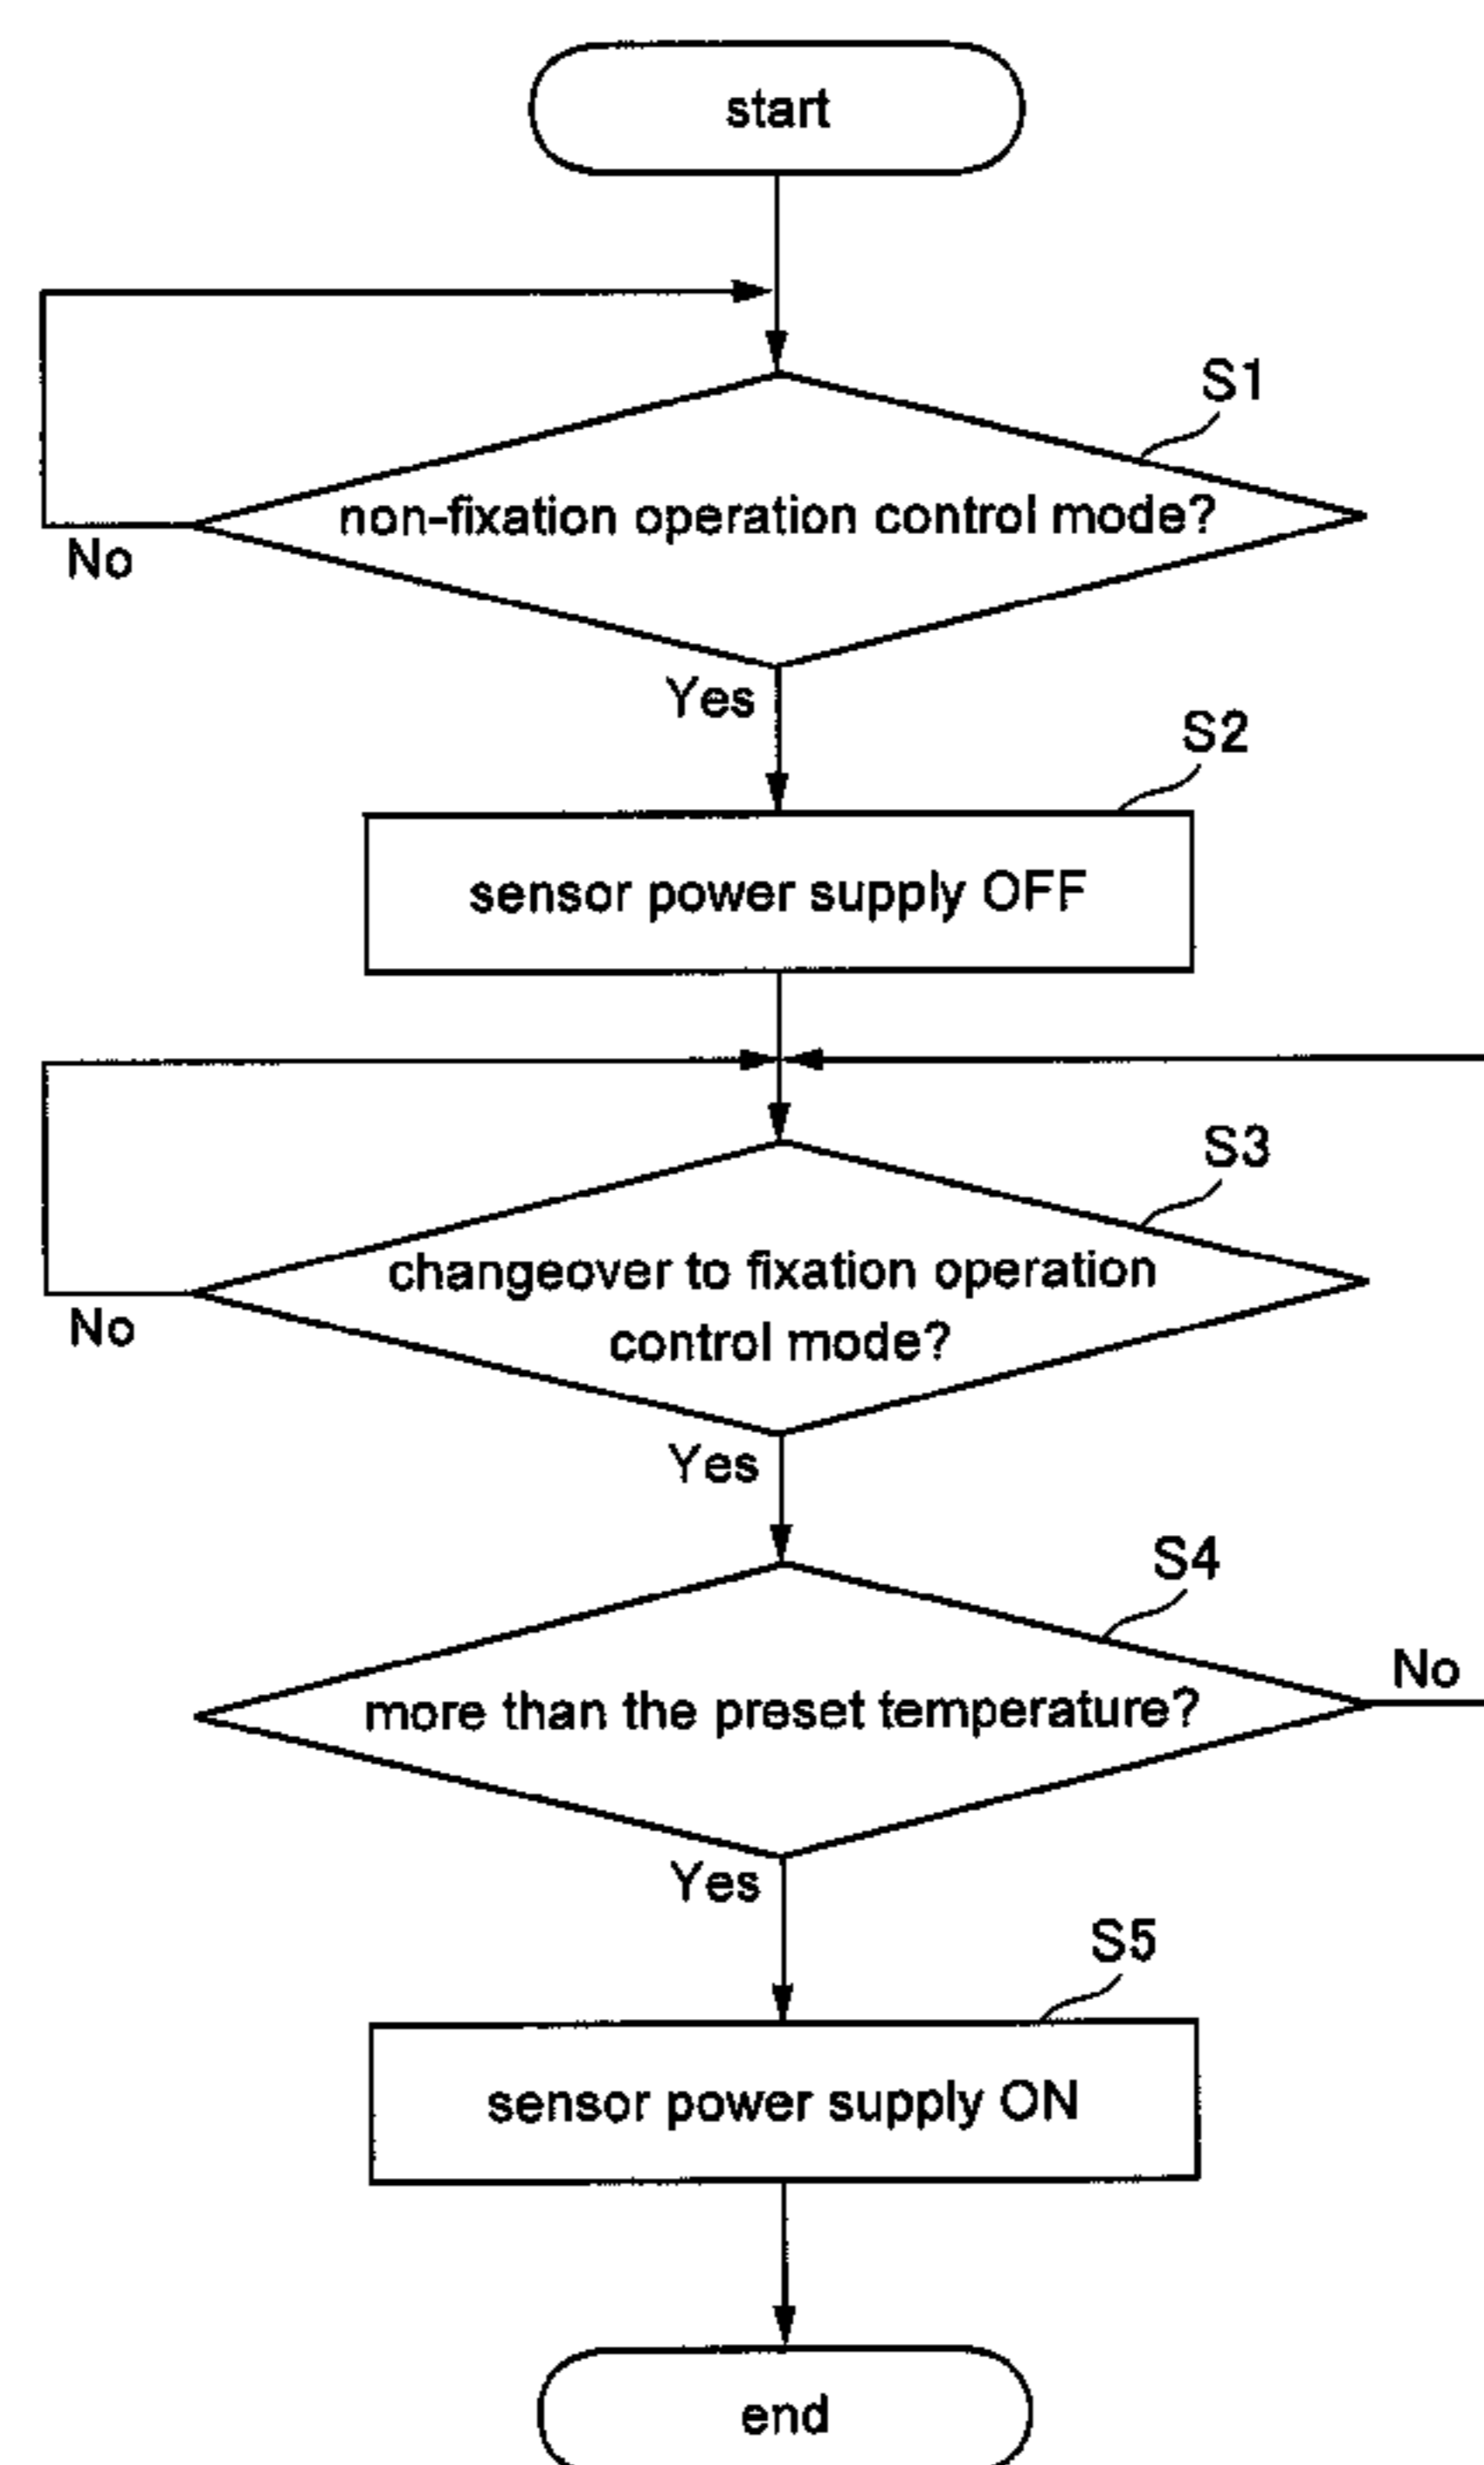 start
S1
non-fixation operation control mode?
No
Yes
S2
sensor power supply OFF
S3
changeover to fixation operation
control mode?
No
Yes
S4
No
more than the preset temperature?
Yes
S5
sensor power supply ON
end